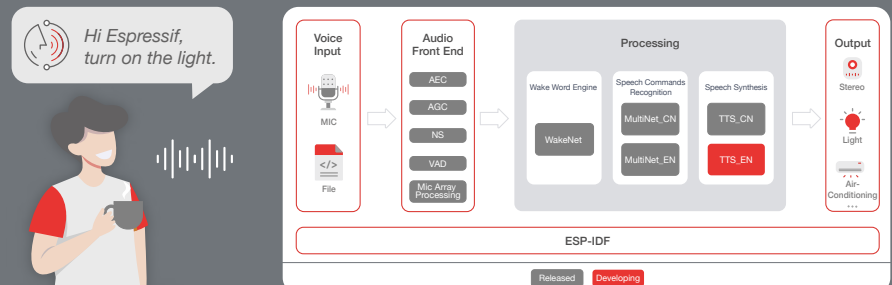 Hi Espressif,
turn on the light.
Voice
Input
MIC
</>
File
Audio
Front End
AEC
AGC
NS
VAD
Mic Array
Processing
Processing
Wake Word Engine
WakeNet
Speech Commands
Recognition
MultiNet_CN
MultiNet_EN
Speech Synthesis
TTS_CN
TTS_EN
Output
Stereo
Light
Air-
Conditioning
...
ESP-IDF
Released
Developing